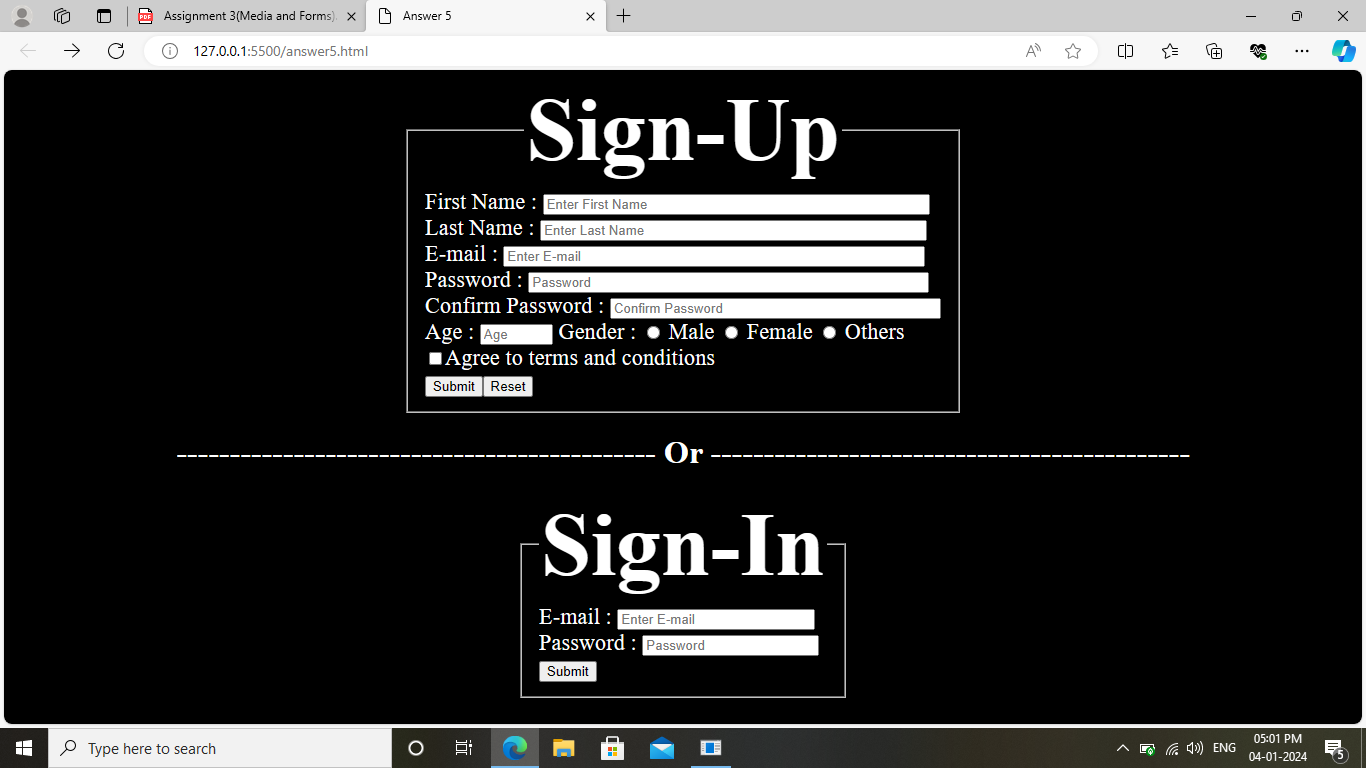 Assignment 3(Media and Forms).
Answer 5
127.0.0.1:5500/answer5.html
Sign-Up
First Name : Enter First Name
Last Name : Enter Last Name
E-mail : Enter E-mail
Password : Password
Confirm Password : Confirm Password
Age : Age Gender : Male Female Others
Agree to terms and conditions
Submit Reset
--------------------------------------------- Or ---------------------------------------------
Sign-In
E-mail : Enter E-mail
Password : Password
Submit
Type here to search
ENG
05:01 PM
04-01-2024
5